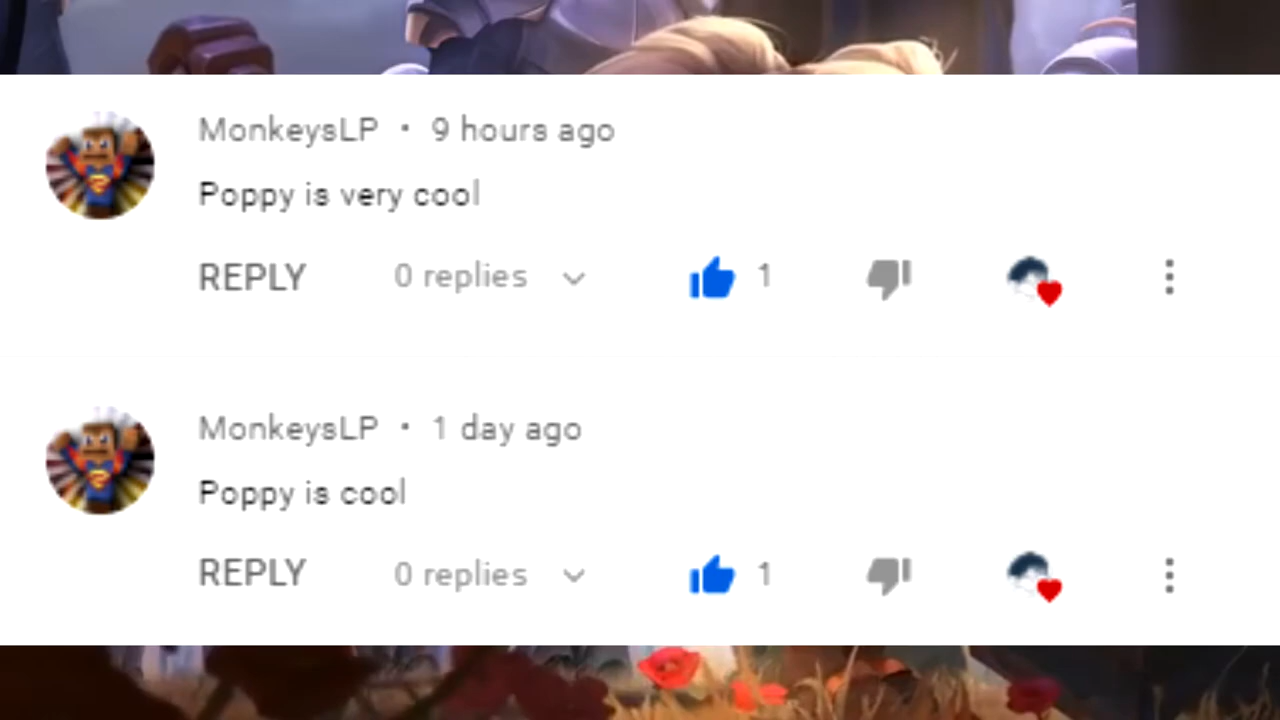 MonkeysLP • 9 hours ago
Poppy is very cool
REPLY 0 replies 1
MonkeysLP • 1 day ago
Poppy is cool
REPLY 0 replies 1